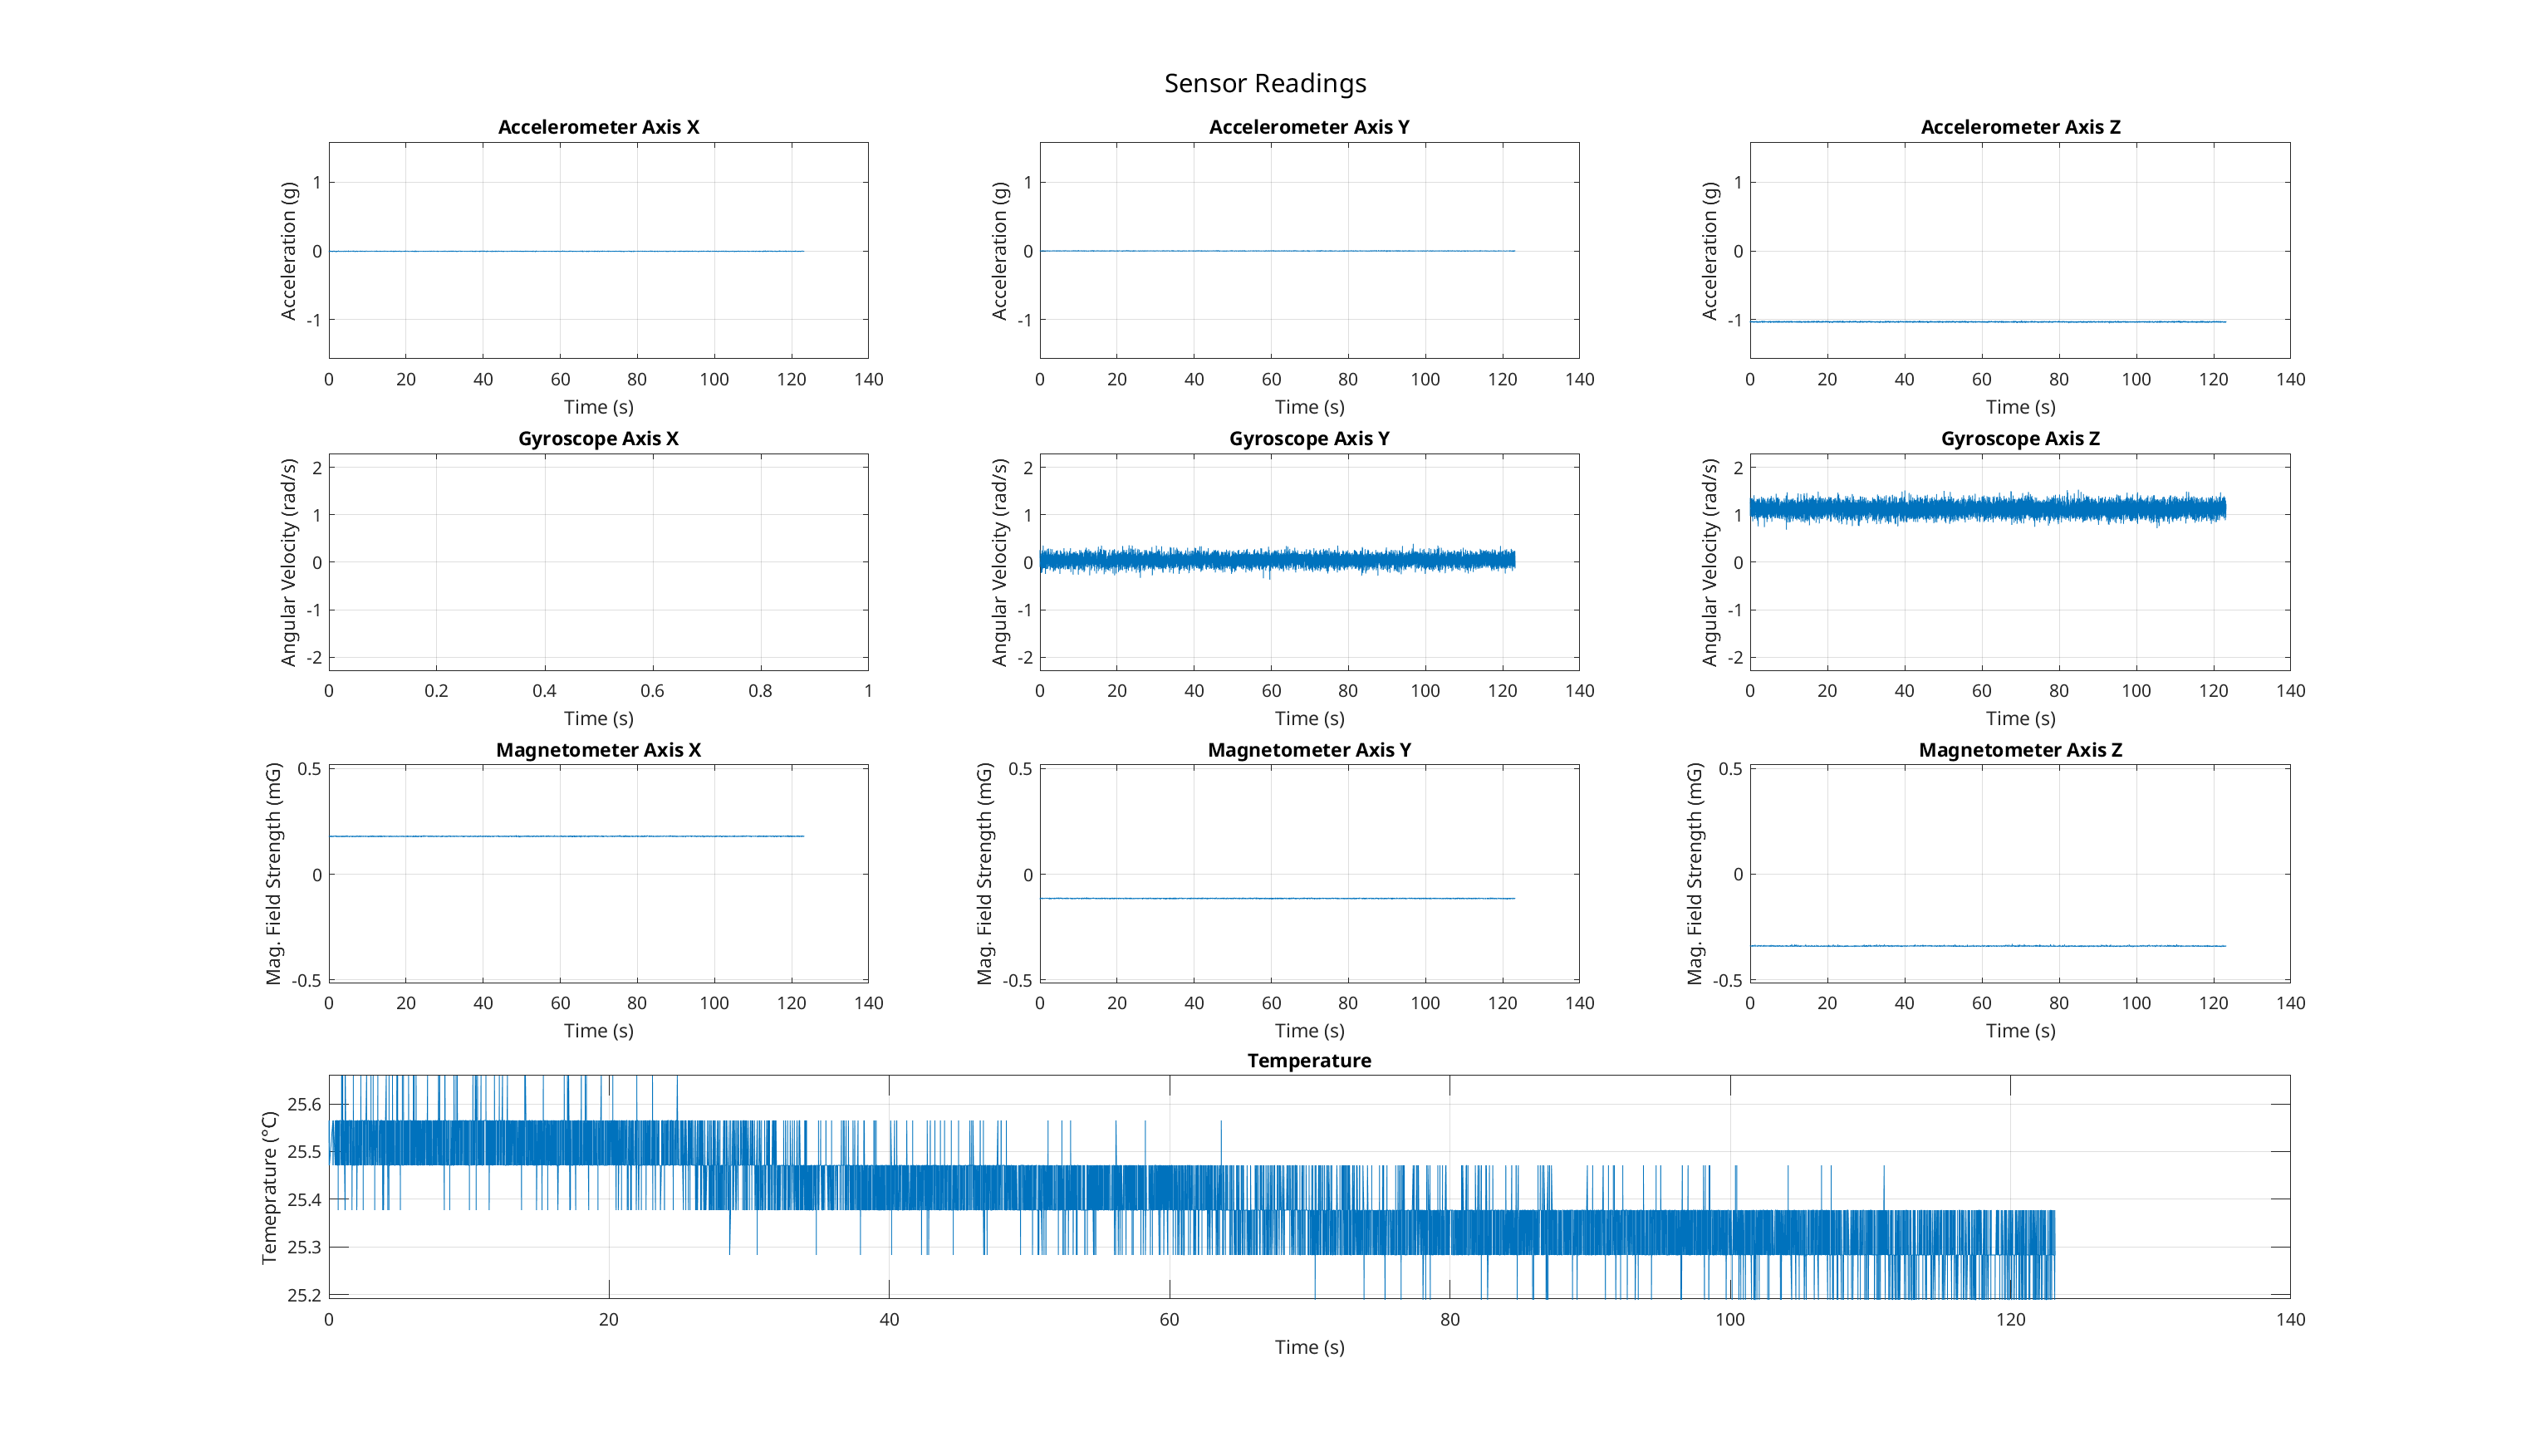 Sensor Readings
Accelerometer Axis X
Acceleration (g)
1
0
-1
0 20 40 60 80 100 120 140
Time (s)
Accelerometer Axis Y
Acceleration (g)
1
0
-1
0 20 40 60 80 100 120 140
Time (s)
Accelerometer Axis Z
Acceleration (g)
1
0
-1
0 20 40 60 80 100 120 140
Time (s)
Gyroscope Axis X
Angular Velocity (rad/s)
2
1
0
-1
-2
0 0.2 0.4 0.6 0.8 1
Time (s)
Gyroscope Axis Y
Angular Velocity (rad/s)
2
1
0
-1
-2
0 20 40 60 80 100 120 140
Time (s)
Gyroscope Axis Z
Angular Velocity (rad/s)
2
1
0
-1
-2
0 20 40 60 80 100 120 140
Time (s)
Magnetometer Axis X
Mag. Field Strength (mG)
0.5
0
-0.5
0 20 40 60 80 100 120 140
Time (s)
Magnetometer Axis Y
Mag. Field Strength (mG)
0.5
0
-0.5
0 20 40 60 80 100 120 140
Time (s)
Magnetometer Axis Z
Mag. Field Strength (mG)
0.5
0
-0.5
0 20 40 60 80 100 120 140
Time (s)
Temperature
Temeprature (°C)
25.6
25.5
25.4
25.3
25.2
0 20 40 60 80 100 120 140
Time (s)